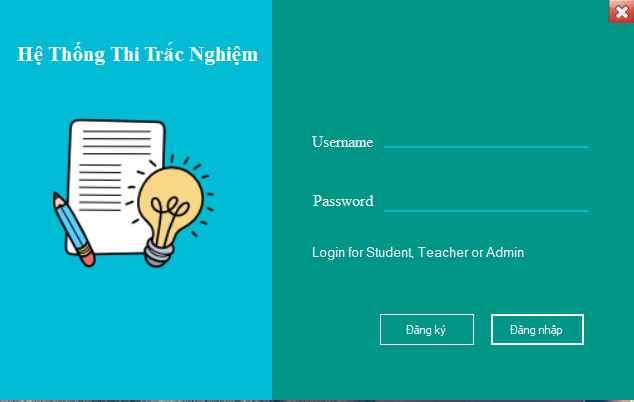 Hệ Thống Thi Trắc Nghiệm
Username
Password
Login for Student, Teacher or Admin
Đăng ký
Đăng nhập